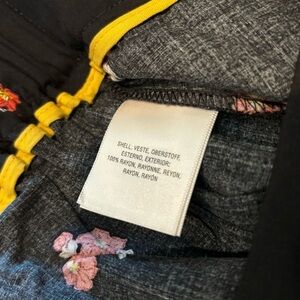 SHELL, VESTE, OBERSTOFF,
ESTERNO, EXTERIOR:
100% RAYON, RAYONNE, REYON,
RAYON, RAYÓN